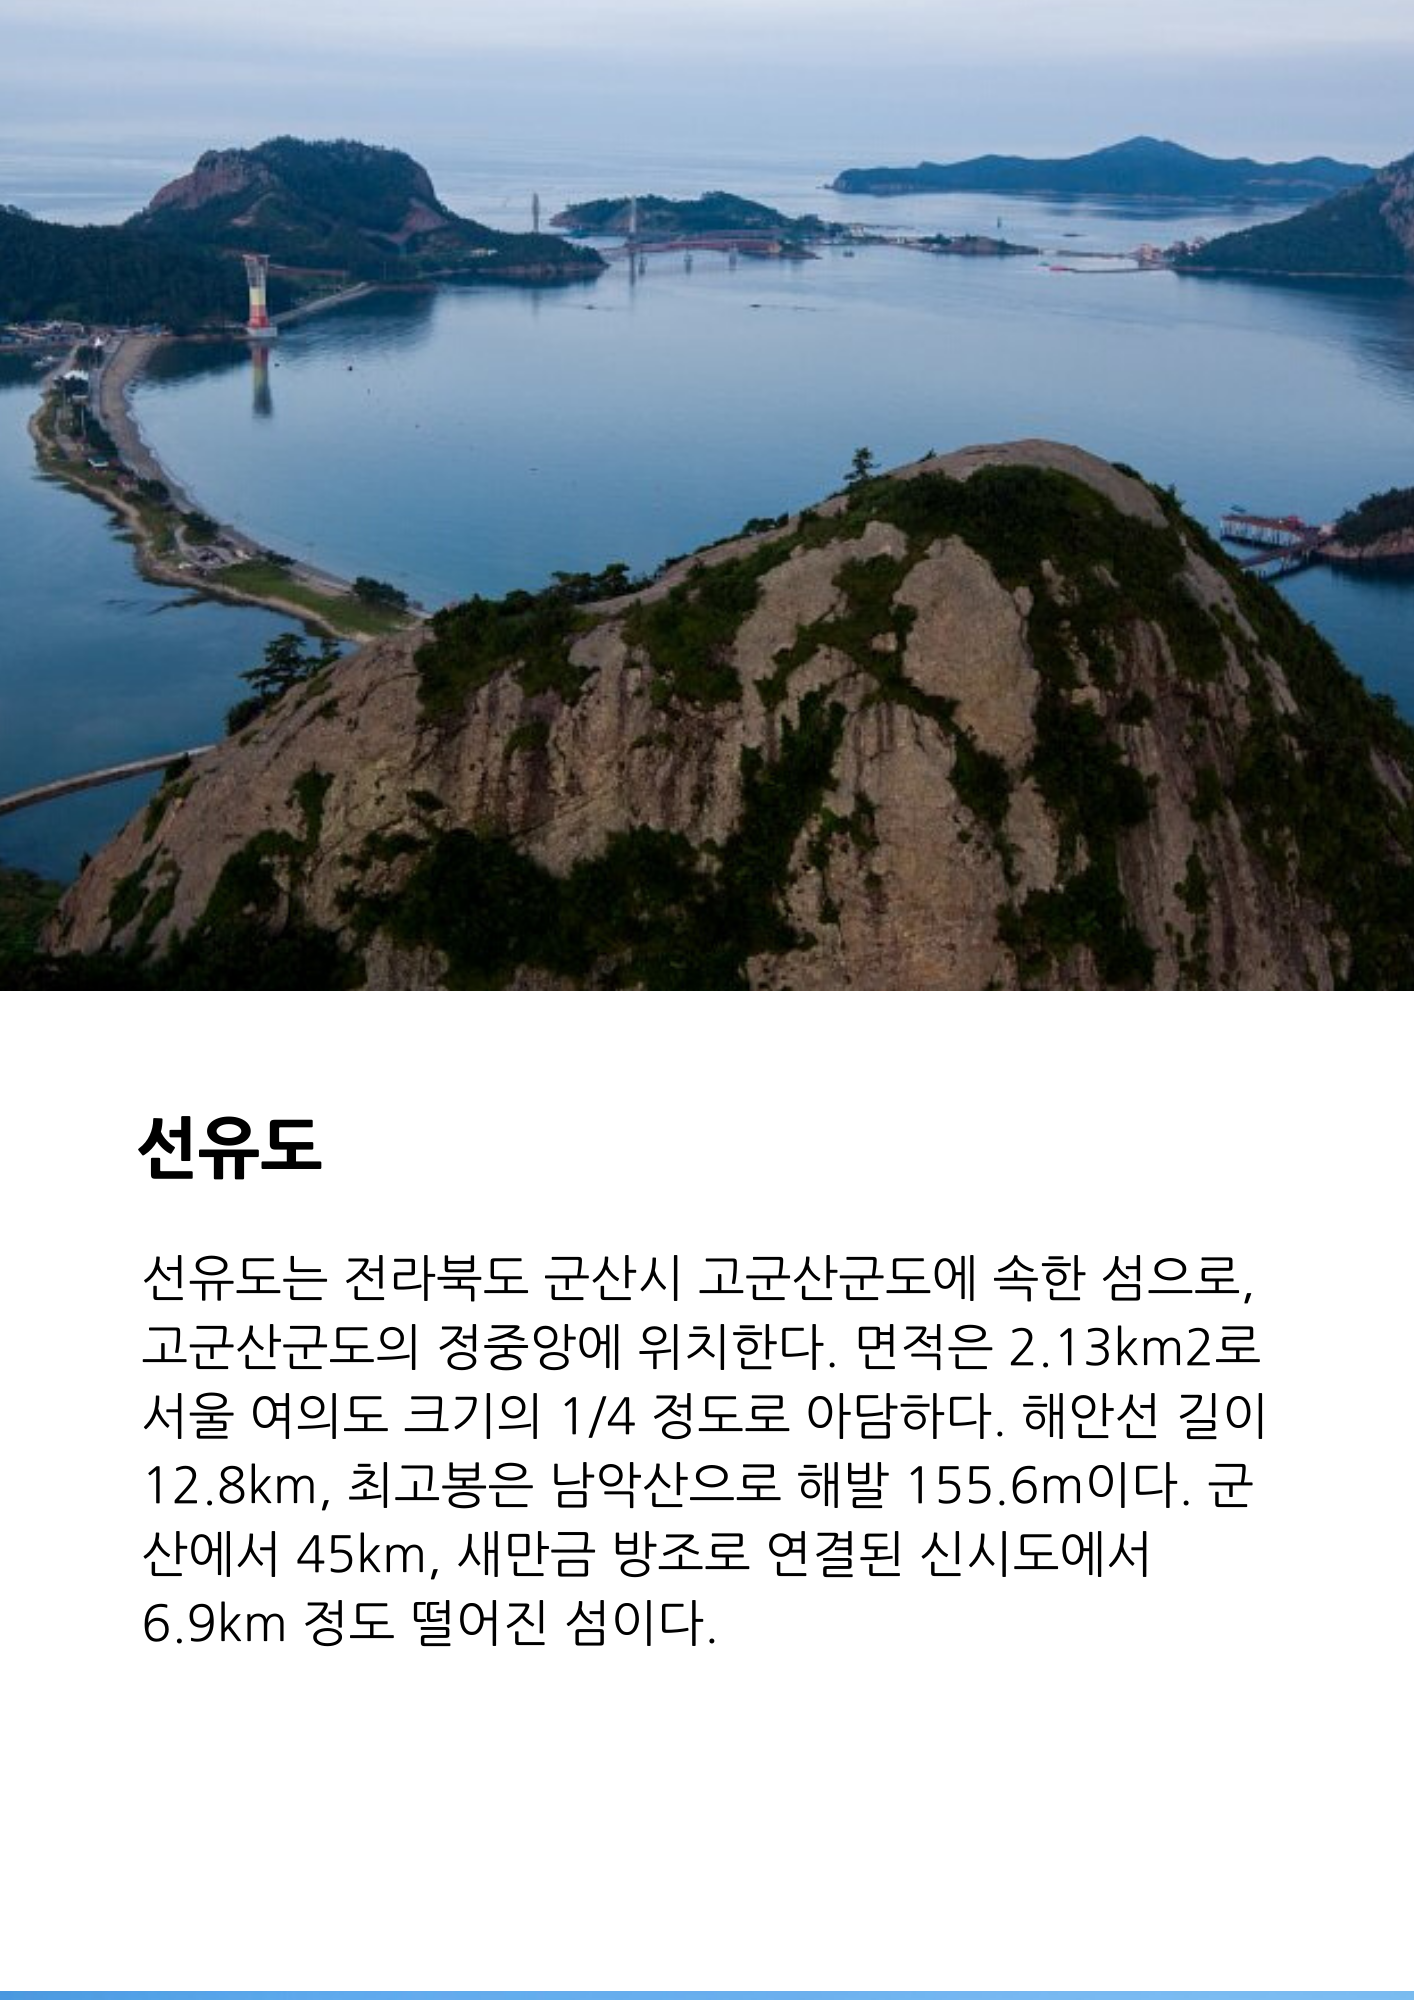 선유도
선유도는 전라북도 군산시 고군산군도에 속한 섬으로,
고군산군도의 정중앙에 위치한다. 면적은 2.13km2로
서울 여의도 크기의 1/4 정도로 아담하다. 해안선 길이
12.8km, 최고봉은 남악산으로 해발 155.6m이다. 군
산에서 45km, 새만금 방조로 연결된 신시도에서
6.9km 정도 떨어진 섬이다.